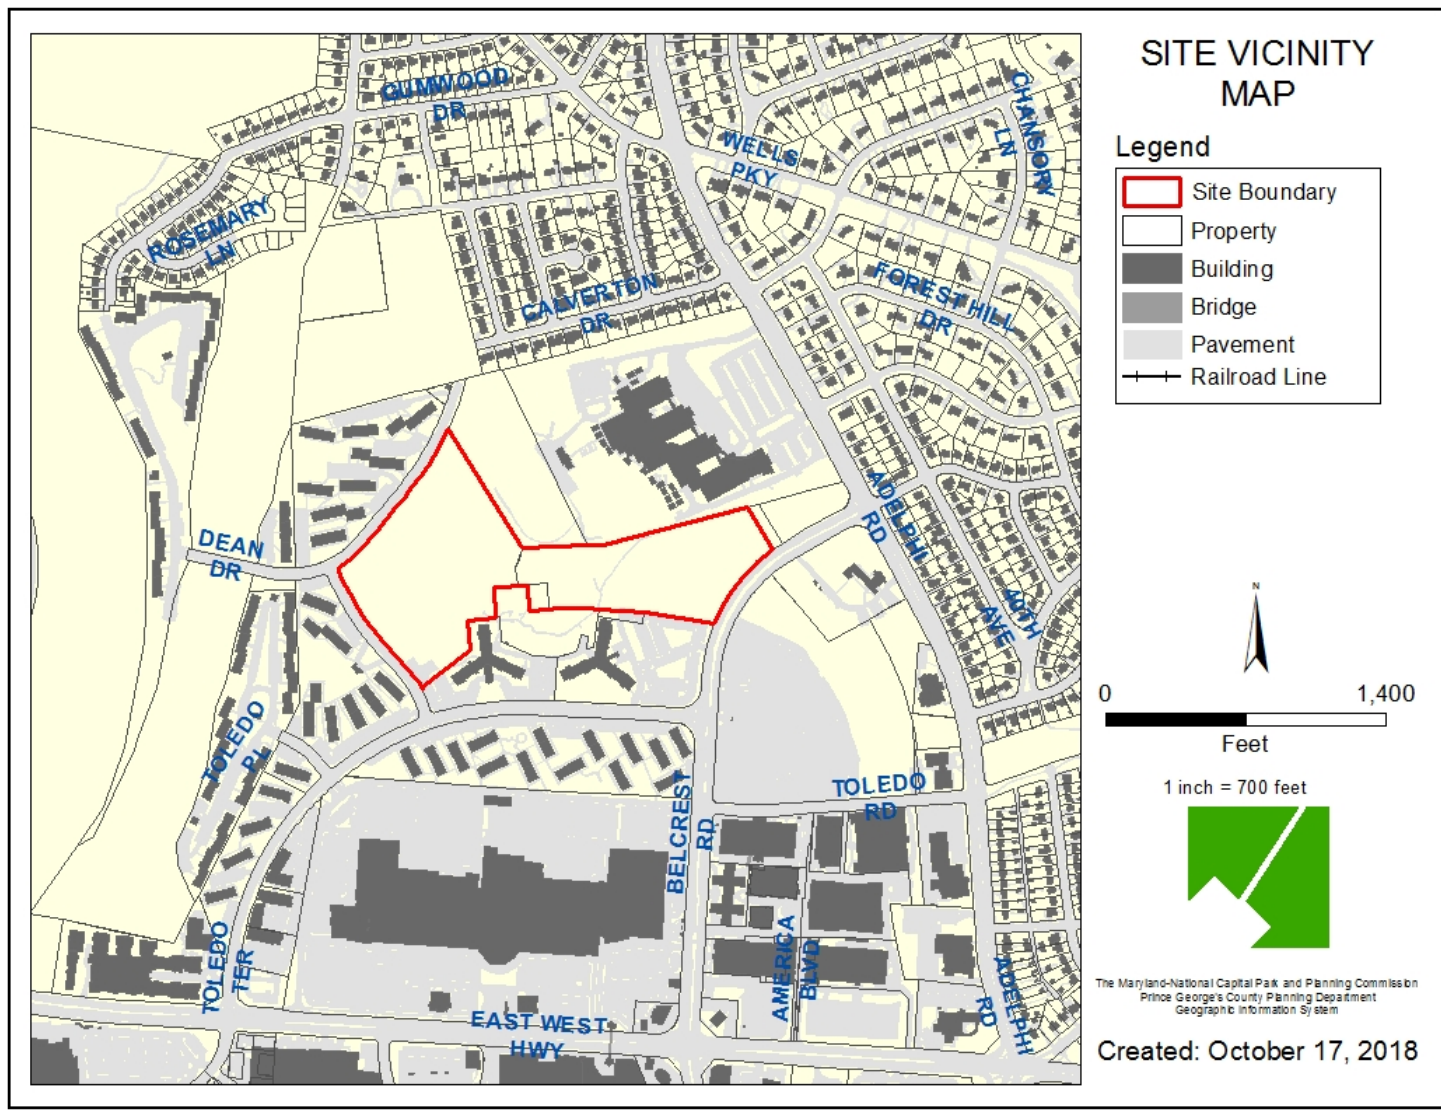 SITE VICINITY
MAP
Legend
Site Boundary
Property
Building
Bridge
Pavement
Railroad Line
N
0 1,400
Feet
1 inch = 700 feet
The Maryland-National Capital Park and Planning Commission
Prince George's County Planning Department
Geographic Information System
Created: October 17, 2018
GUMWOOD
DR
WELLS
PKY
CHANSORY
LN
ROSEMARY
LN
CALVERTON
DR
FOREST HILL
DR
ADELPHI
RD
DEAN
DR
40TH
AVE
TOLEDO
PL
TOLEDO
RD
BELCREST
RD
TOLEDO
TER
AMERICA
BLVD
ADELPHI
RD
EAST WEST
HWY